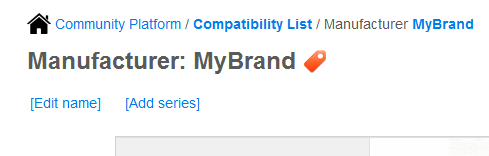 Community Platform / Compatibility List / Manufacturer MyBrand
Manufacturer: MyBrand
[Edit name] [Add series]